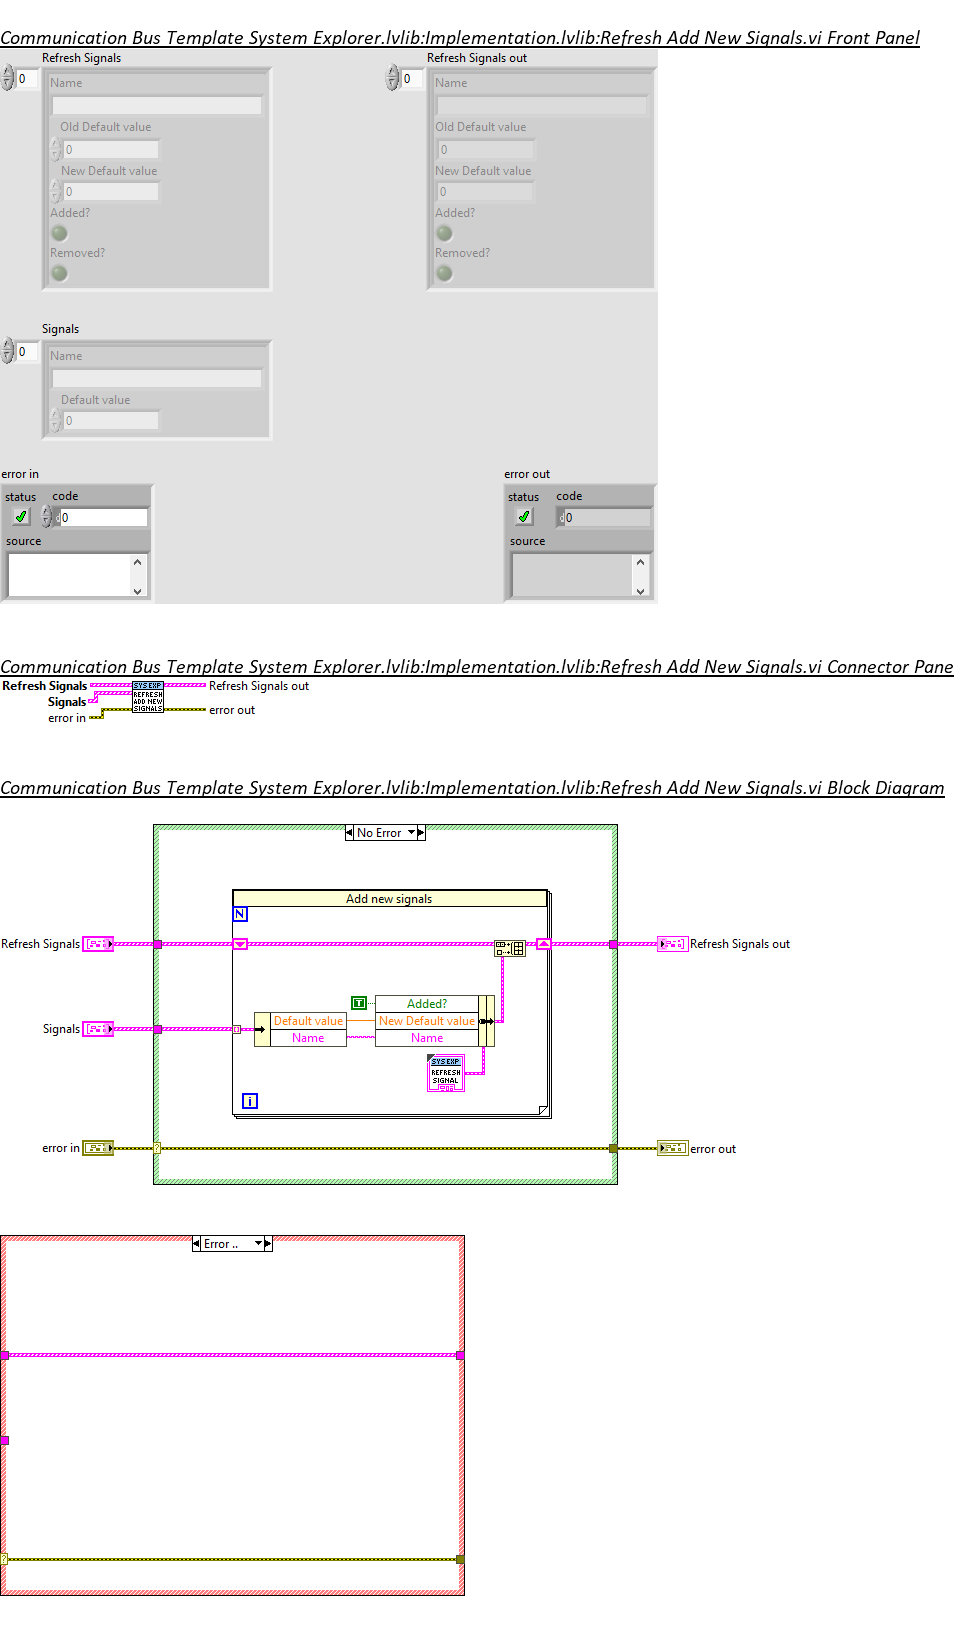 Communication Bus Template System Explorer.lvlib:Implementation.lvlib:Refresh Add New Signals.vi Front Panel
Refresh Signals
Refresh Signals out
0
Name
0
Name
Old Default value
0
Old Default value
0
New Default value
0
New Default value
0
Added?
Added?
Removed?
Removed?
Signals
0
Name
Default value
0
error in
error out
status code
0
status code
0
source
source
Communication Bus Template System Explorer.lvlib:Implementation.lvlib:Refresh Add New Signals.vi Connector Pane
Refresh Signals
SYS EXP
Refresh Signals out
Signals
REFRESH
ADD NEW
SIGNALS
error in
error out
Communication Bus Template System Explorer.lvlib:Implementation.lvlib:Refresh Add New Signals.vi Block Diagram
No Error
Add new signals
N
Refresh Signals
Refresh Signals out
T
Added?
Signals
Default value
New Default value
Name
Name
SYS EXP
REFRESH
SIGNAL
i
error in
?
error out
Error ..
?